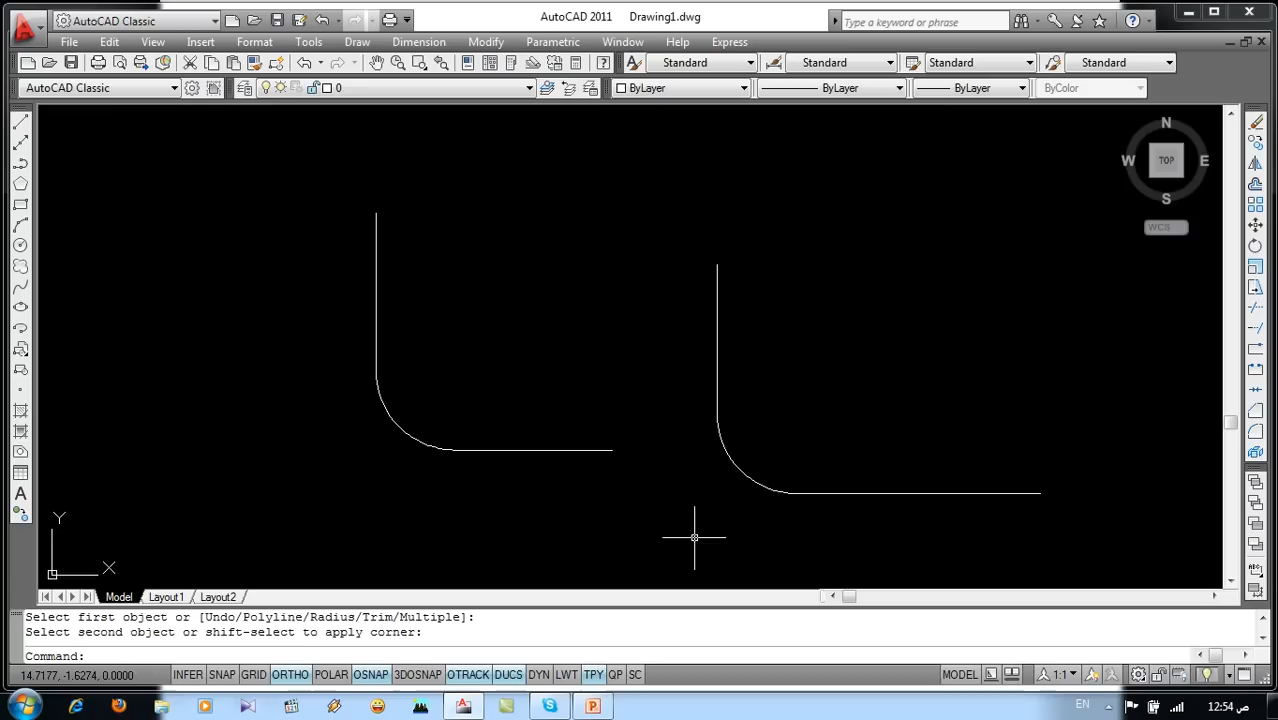 AutoCAD Classic
AutoCAD 2011 Drawing1.dwg
Type a keyword or phrase
File Edit View Insert Format Tools Draw Dimension Modify Parametric Window Help Express
Standard Standard Standard Standard
AutoCAD Classic 0 ByLayer ByLayer ByLayer ByColor
N
W TOP E
S
WCS
Y
X
Model Layout1 Layout2
Select first object or [Undo/Polyline/Radius/Trim/Multiple]:
Select second object or shift-select to apply corner:
Command:
14.7177, -1.6274, 0.0000 INFER SNAP GRID ORTHO POLAR OSNAP 3DOSNAP OTRACK DUCS DYN LWT TPY QP SC MODEL 1:1
EN 12:54 ص